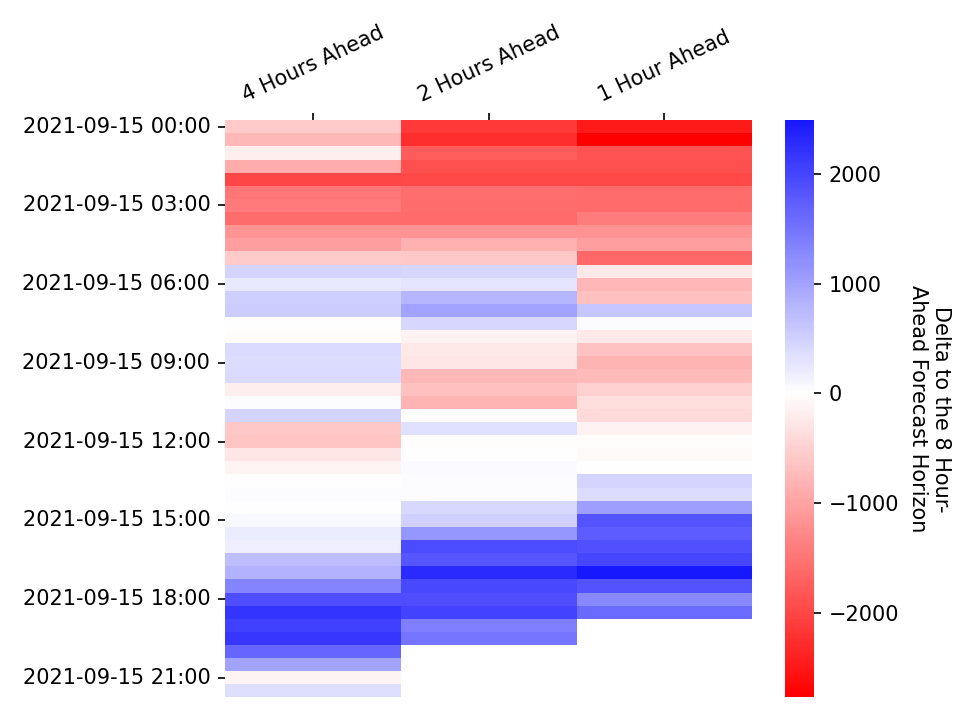 4 Hours Ahead
2 Hours Ahead
1 Hour Ahead
2021-09-15 00:00
2021-09-15 03:00
2021-09-15 06:00
2021-09-15 09:00
2021-09-15 12:00
2021-09-15 15:00
2021-09-15 18:00
2021-09-15 21:00
2000
1000
0
−1000
−2000
Delta to the 8 Hour-
Ahead Forecast Horizon